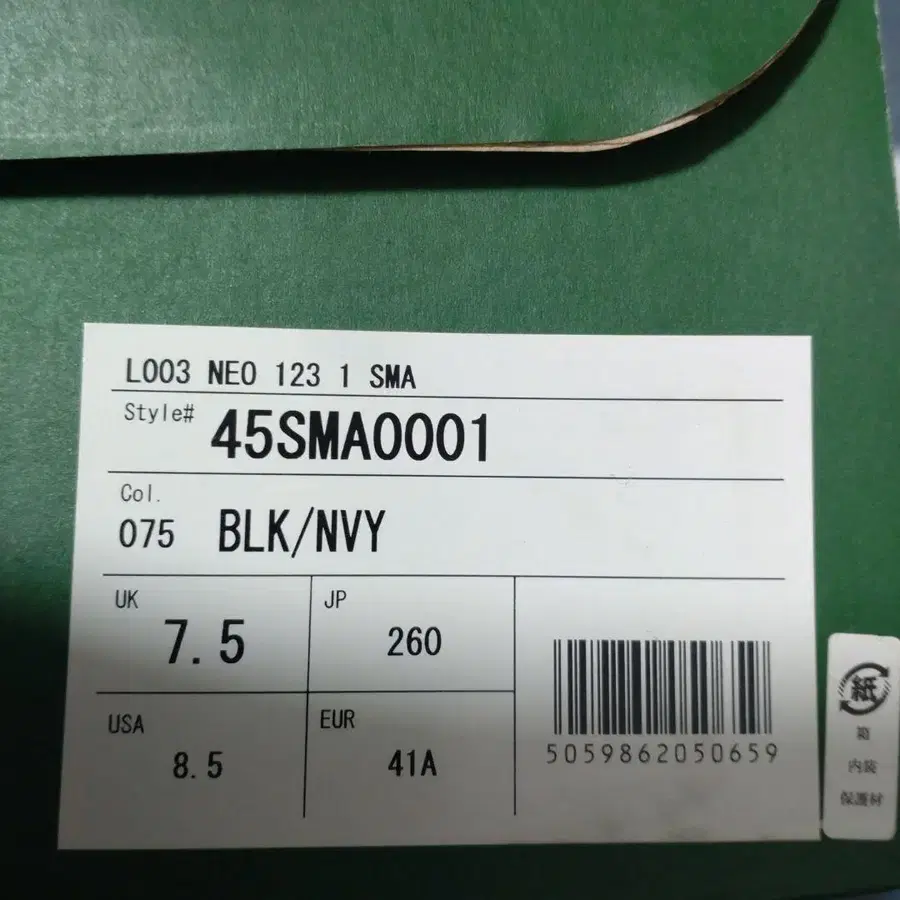 L003 NEO 123 1 SMA
Style# 45SMA0001
Col.
075 BLK/NVY
UK
7.5
JP
260
USA
8.5
EUR
41A
5059862050659
紙
箱
内装
保護材